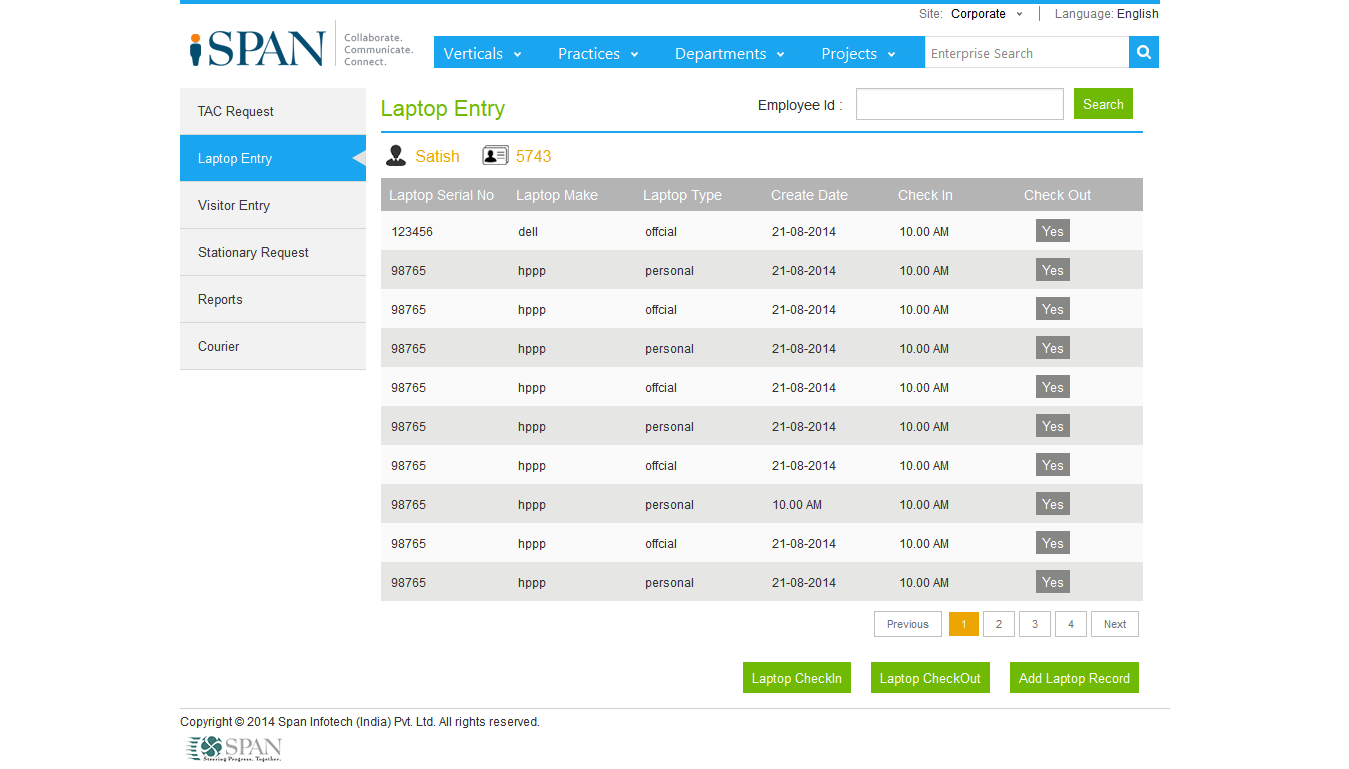 Site: Corporate Language: English
iSPAN Collaborate. Communicate. Connect.
Verticals Practices Departments Projects Enterprise Search
TAC Request
Laptop Entry
Visitor Entry
Stationary Request
Reports
Courier
Laptop Entry Employee Id : Search
Satish 5743
Laptop Serial No Laptop Make Laptop Type Create Date Check In Check Out
123456 dell offcial 21-08-2014 10.00 AM Yes
98765 hppp personal 21-08-2014 10.00 AM Yes
98765 hppp offcial 21-08-2014 10.00 AM Yes
98765 hppp personal 21-08-2014 10.00 AM Yes
98765 hppp offcial 21-08-2014 10.00 AM Yes
98765 hppp personal 21-08-2014 10.00 AM Yes
98765 hppp offcial 21-08-2014 10.00 AM Yes
98765 hppp personal 10.00 AM 10.00 AM Yes
98765 hppp offcial 21-08-2014 10.00 AM Yes
98765 hppp personal 21-08-2014 10.00 AM Yes
Previous 1 2 3 4 Next
Laptop CheckIn Laptop CheckOut Add Laptop Record
Copyright © 2014 Span Infotech (India) Pvt. Ltd. All rights reserved.
SPAN
Steering Progress. Together.